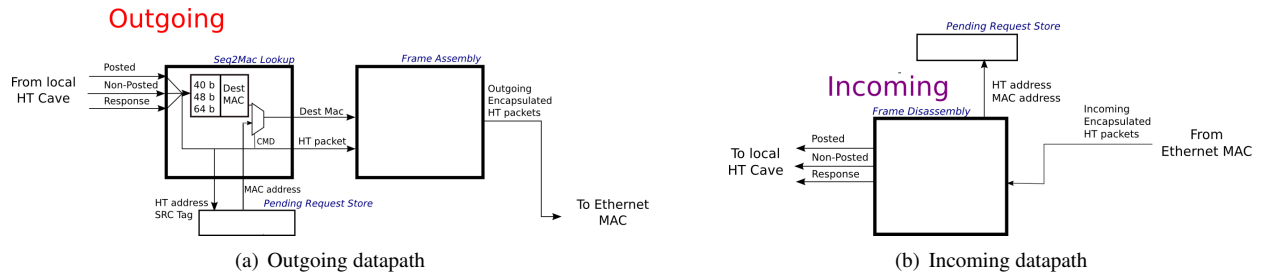 Outgoing
Seq2Mac Lookup
Frame Assembly
From local
HT Cave
Posted
Non-Posted
Response
40 b
48 b
64 b
Dest
MAC
CMD
Dest Mac
HT packet
Outgoing
Encapsulated
HT packets
HT address
SRC Tag
MAC address
Pending Request Store
To Ethernet
MAC
(a) Outgoing datapath
Pending Request Store
Incoming
HT address
MAC address
Frame Disassembly
Incoming
Encapsulated
HT packets
From
Ethernet MAC
To local
HT Cave
Posted
Non-Posted
Response
(b) Incoming datapath